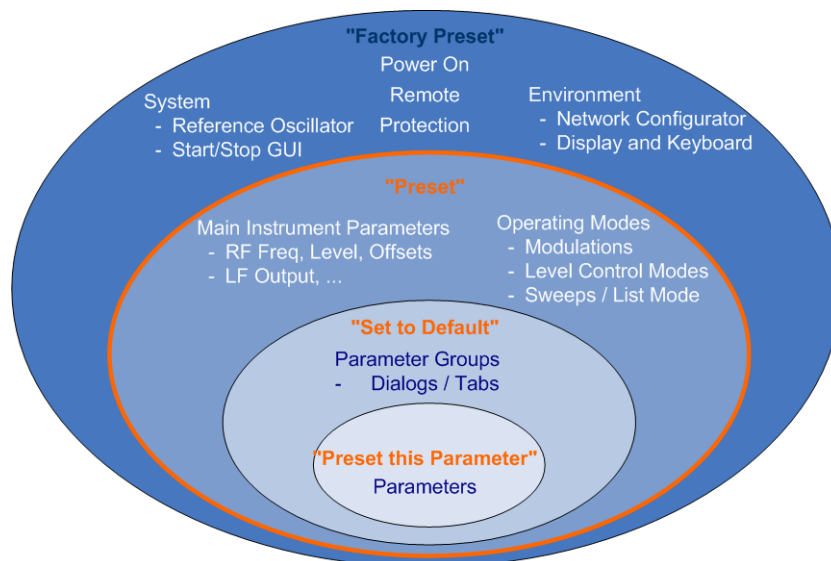 "Factory Preset"
Power On
Remote
Protection
System
- Reference Oscillator
- Start/Stop GUI
Environment
- Network Configurator
- Display and Keyboard
"Preset"
Main Instrument Parameters
- RF Freq, Level, Offsets
- LF Output, ...
Operating Modes
- Modulations
- Level Control Modes
- Sweeps / List Mode
"Set to Default"
Parameter Groups
- Dialogs / Tabs
"Preset this Parameter"
Parameters